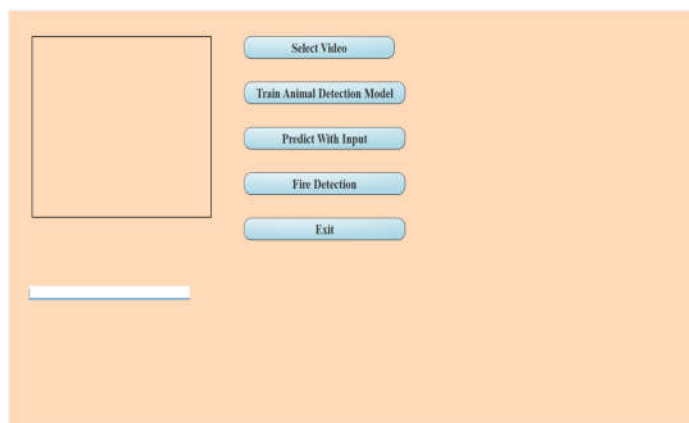 Select Video
Train Animal Detection Model
Predict With Input
Fire Detection
Exit